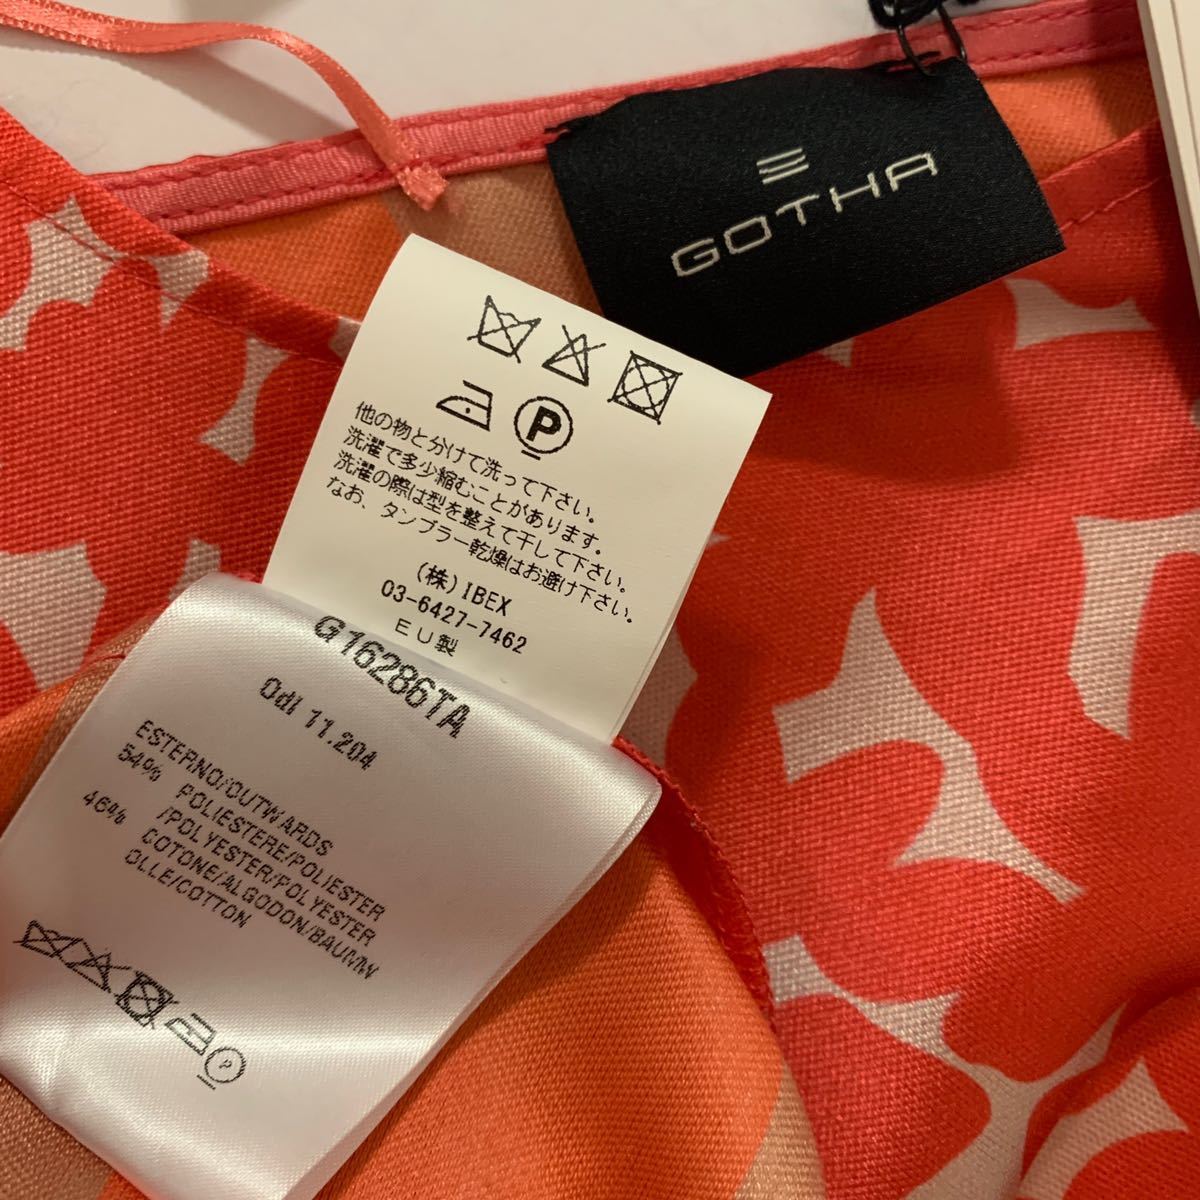 GOTHA
P
他の物と分けて洗って下さい。
洗濯で多少縮むことがあります。
洗濯の際は型を整えて干して下さい。
なお、タンブラー乾燥はお避け下さい。
(株)IBEX
03-6427-7462
EU製
G16286TA
Odl 11.204
ESTERNO/OUTWARDS
54% POLIESTERE/POLIESTER
/POLYESTER/POLYESTER
46% COTONE/ALGODON/BAUMW
OLLE/COTTON
P